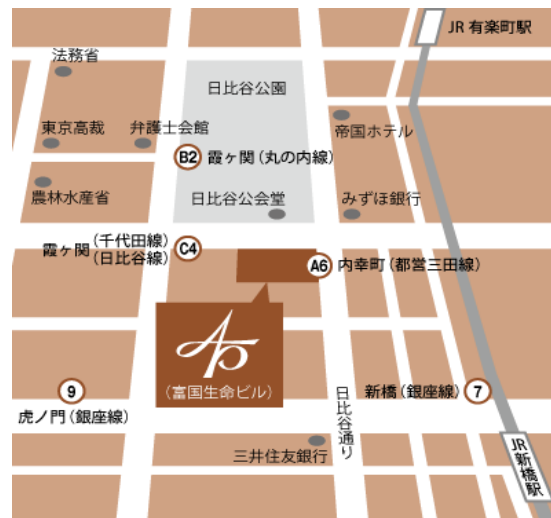 JR 有楽町駅
法務省
日比谷公園
東京高裁
弁護士会館
帝国ホテル
B2 霞ヶ関(丸の内線)
農林水産省
日比谷公会堂
みずほ銀行
霞ヶ関(千代田線)
(日比谷線)
C4
A6 内幸町(都営三田線)
AP
(富国生命ビル)
9
虎ノ門(銀座線)
新橋(銀座線) 7
日比谷通り
三井住友銀行
JR新橋駅